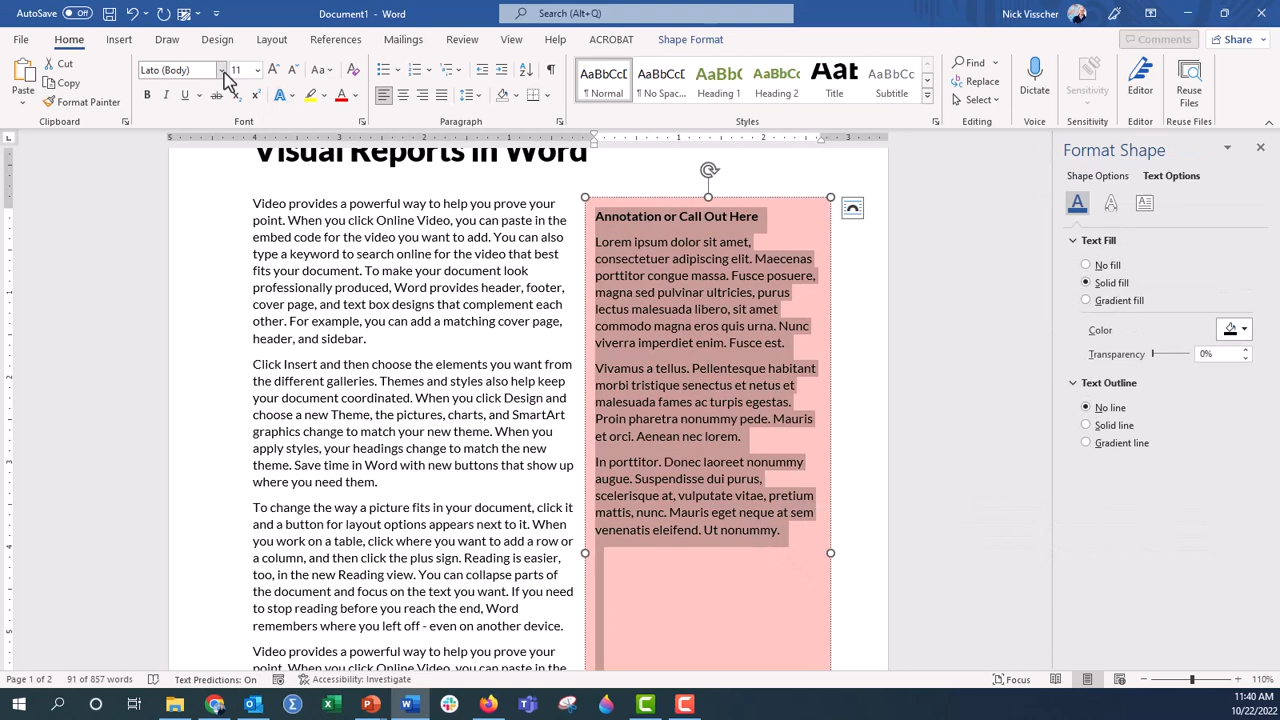 AutoSave Off Document1 - Word Search (Alt+Q) Nick Visscher
File Home Insert Draw Design Layout References Mailings Review View Help ACROBAT Shape Format Comments Share
Paste
Cut
Copy
Format Painter
Clipboard
Lato (Body) 11
Font
Paragraph
AaBbCcD AaBbCcD AaBbC AaBbCcI AaB AaBbCcD
¶ Normal ¶ No Spac... Heading 1 Heading 2 Title Subtitle
Styles
Find
Replace
Select
Editing
Dictate
Voice
Sensitivity
Sensitivity
Editor
Editor
Reuse
Files
Reuse Files
5 4 3 2 1 1 2 3
Visual Reports in Word
Video provides a powerful way to help you prove your
point. When you click Online Video, you can paste in the
embed code for the video you want to add. You can also
type a keyword to search online for the video that best
fits your document. To make your document look
professionally produced, Word provides header, footer,
cover page, and text box designs that complement each
other. For example, you can add a matching cover page,
header, and sidebar.
Click Insert and then choose the elements you want from
the different galleries. Themes and styles also help keep
your document coordinated. When you click Design and
choose a new Theme, the pictures, charts, and SmartArt
graphics change to match your new theme. When you
apply styles, your headings change to match the new
theme. Save time in Word with new buttons that show up
where you need them.
To change the way a picture fits in your document, click it
and a button for layout options appears next to it. When
you work on a table, click where you want to add a row or
a column, and then click the plus sign. Reading is easier,
too, in the new Reading view. You can collapse parts of
the document and focus on the text you want. If you need
to stop reading before you reach the end, Word
remembers where you left off - even on another device.
Video provides a powerful way to help you prove your
point. When you click Online Video, you can paste in the
Annotation or Call Out Here
Lorem ipsum dolor sit amet,
consectetuer adipiscing elit. Maecenas
porttitor congue massa. Fusce posuere,
magna sed pulvinar ultricies, purus
lectus malesuada libero, sit amet
commodo magna eros quis urna. Nunc
viverra imperdiet enim. Fusce est.
Vivamus a tellus. Pellentesque habitant
morbi tristique senectus et netus et
malesuada fames ac turpis egestas.
Proin pharetra nonummy pede. Mauris
et orci. Aenean nec lorem.
In porttitor. Donec laoreet nonummy
augue. Suspendisse dui purus,
scelerisque at, vulputate vitae, pretium
mattis, nunc. Mauris eget neque at sem
venenatis eleifend. Ut nonummy.
Format Shape
Shape Options Text Options
Text Fill
No fill
Solid fill
Gradient fill
Color
Transparency 0%
Text Outline
No line
Solid line
Gradient line
Page 1 of 2 91 of 857 words Text Predictions: On Accessibility: Investigate Focus 110%
11:40 AM
10/22/2022